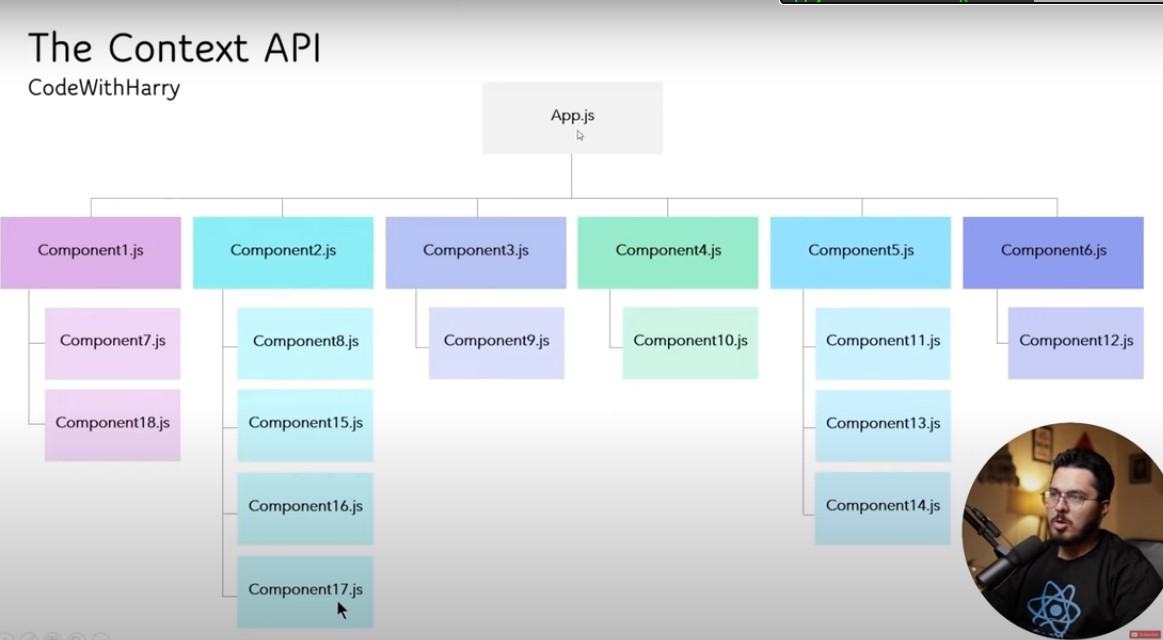 The Context API
CodeWithHarry
App.js
Component1.js
Component2.js
Component3.js
Component4.js
Component5.js
Component6.js
Component7.js
Component8.js
Component9.js
Component10.js
Component11.js
Component12.js
Component18.js
Component15.js
Component13.js
Component16.js
Component14.js
Component17.js